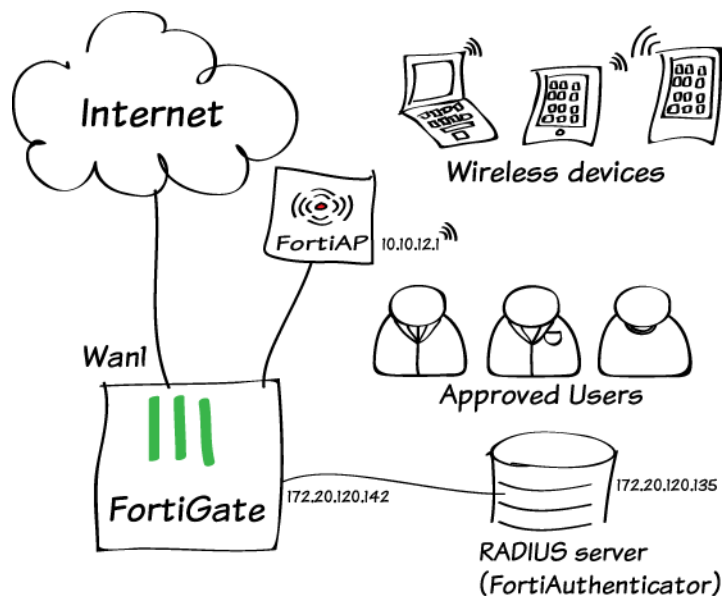 Internet
Wireless devices
FortiAP
10.10.12.1
Wan1
Approved Users
FortiGate
172.20.120.142
172.20.120.135
RADIUS server
(FortiAuthenticator)